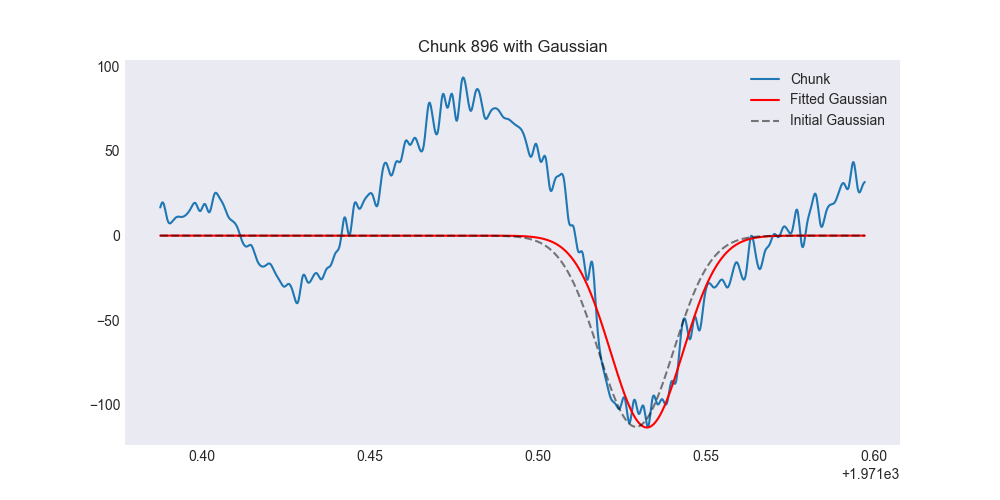 Chunk 896 with Gaussian
100
50
0
−50
−100
0.40
0.45
0.50
0.55
0.60
+1.971e3
Chunk
Fitted Gaussian
Initial Gaussian